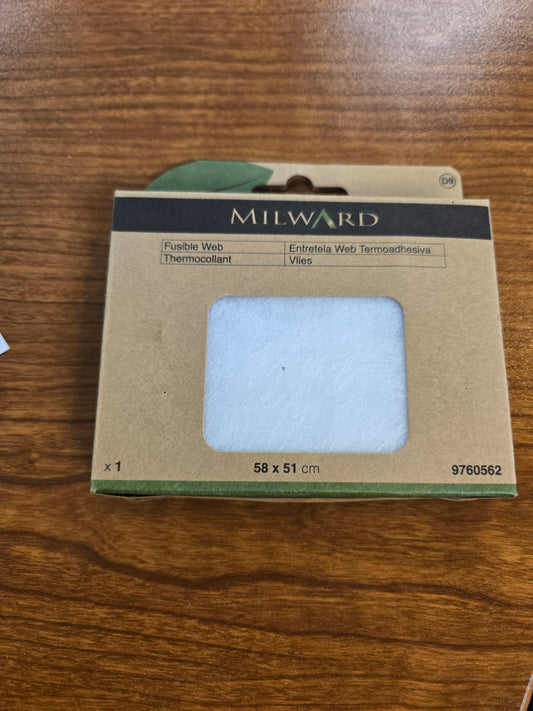 D9
MILWARD
Fusible Web Entretela Web Termoadhesiva
Thermocollant Vlies
x 1 58 x 51 cm 9760562